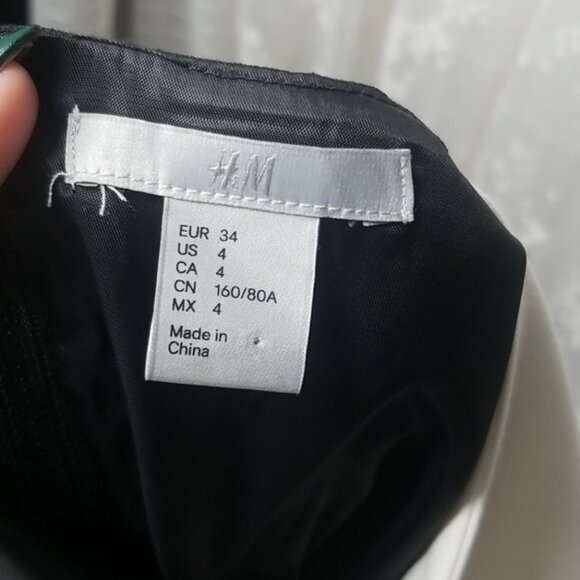 H&M
EUR 34
US 4
CA 4
CN 160/80A
MX 4
Made in
China